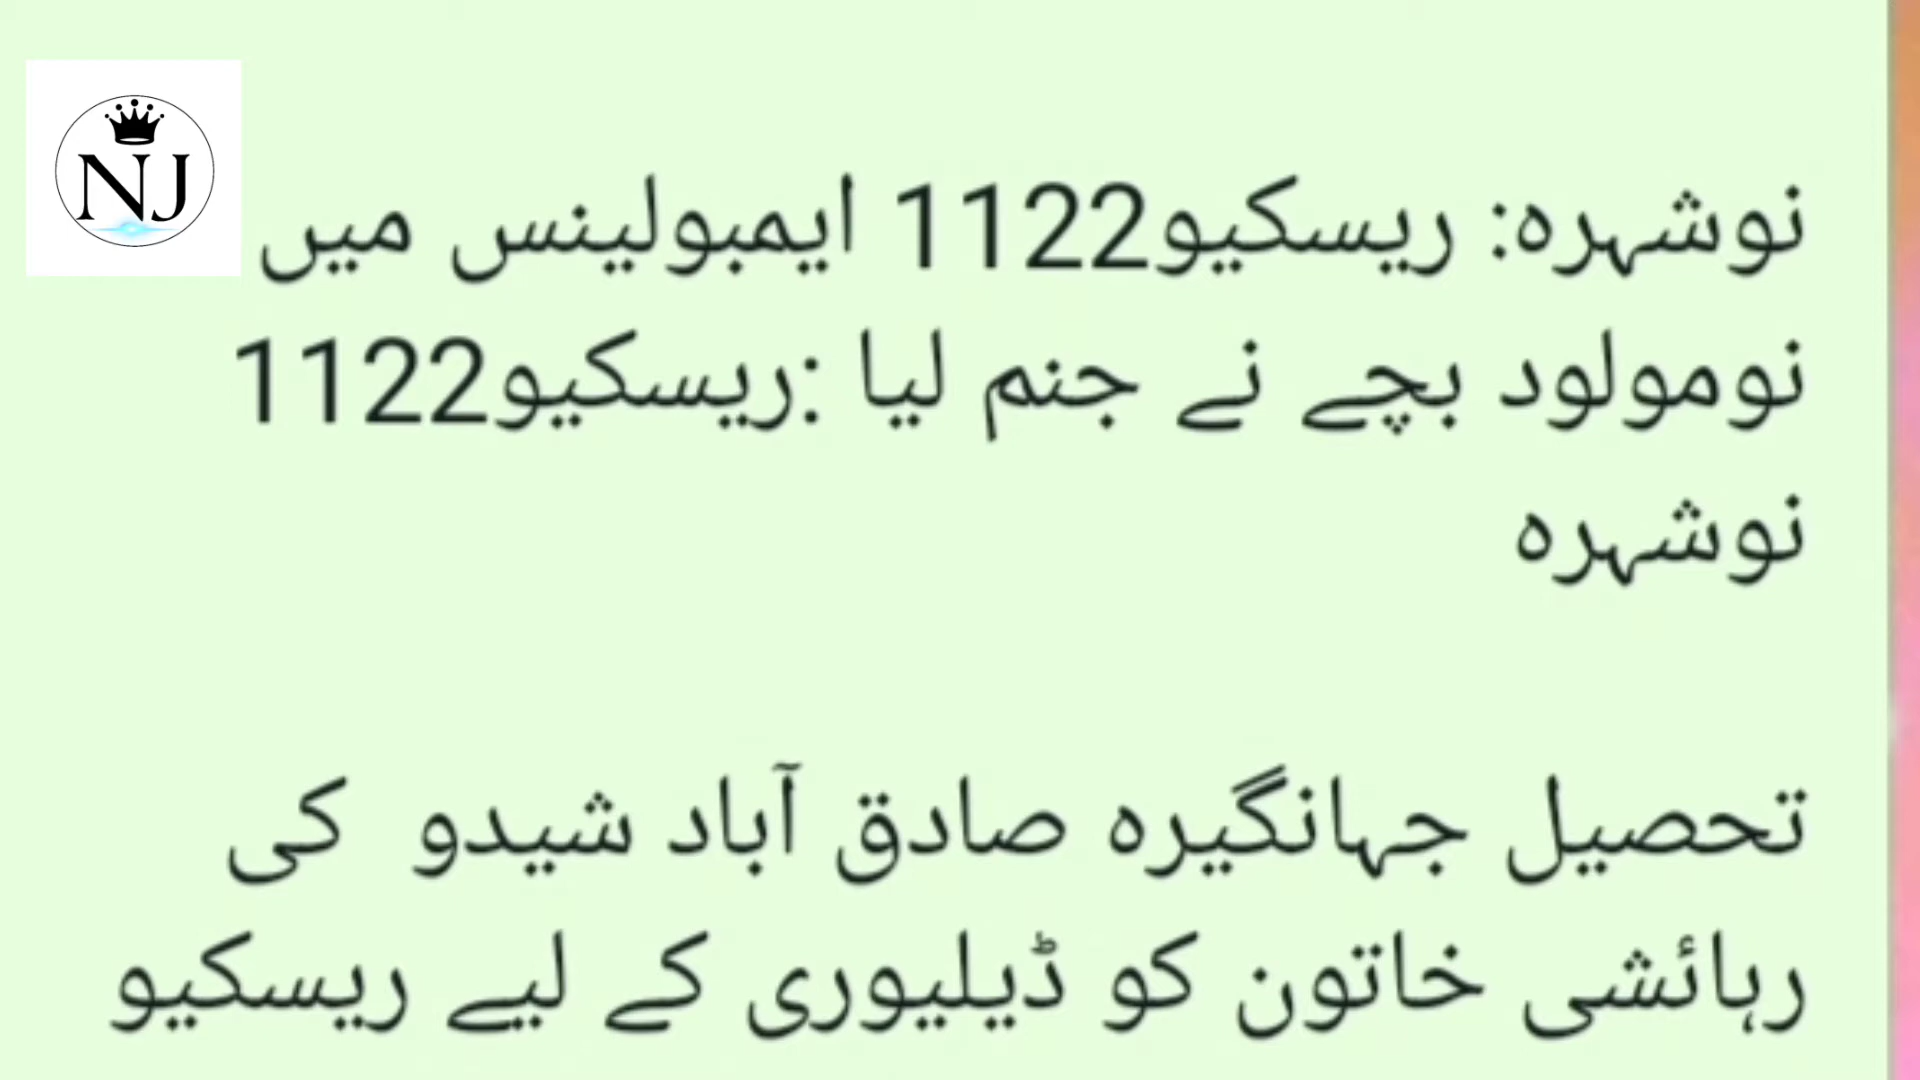 NJ
نوشہرہ: ریسکیو1122 ایمبولینس میں
نومولود بچے نے جنم لیا :ریسکیو1122
نوشہرہ
تحصیل جہانگیرہ صادق آباد شیدو کی
رہائشی خاتون کو ڈیلیوری کے لیے ریسکیو